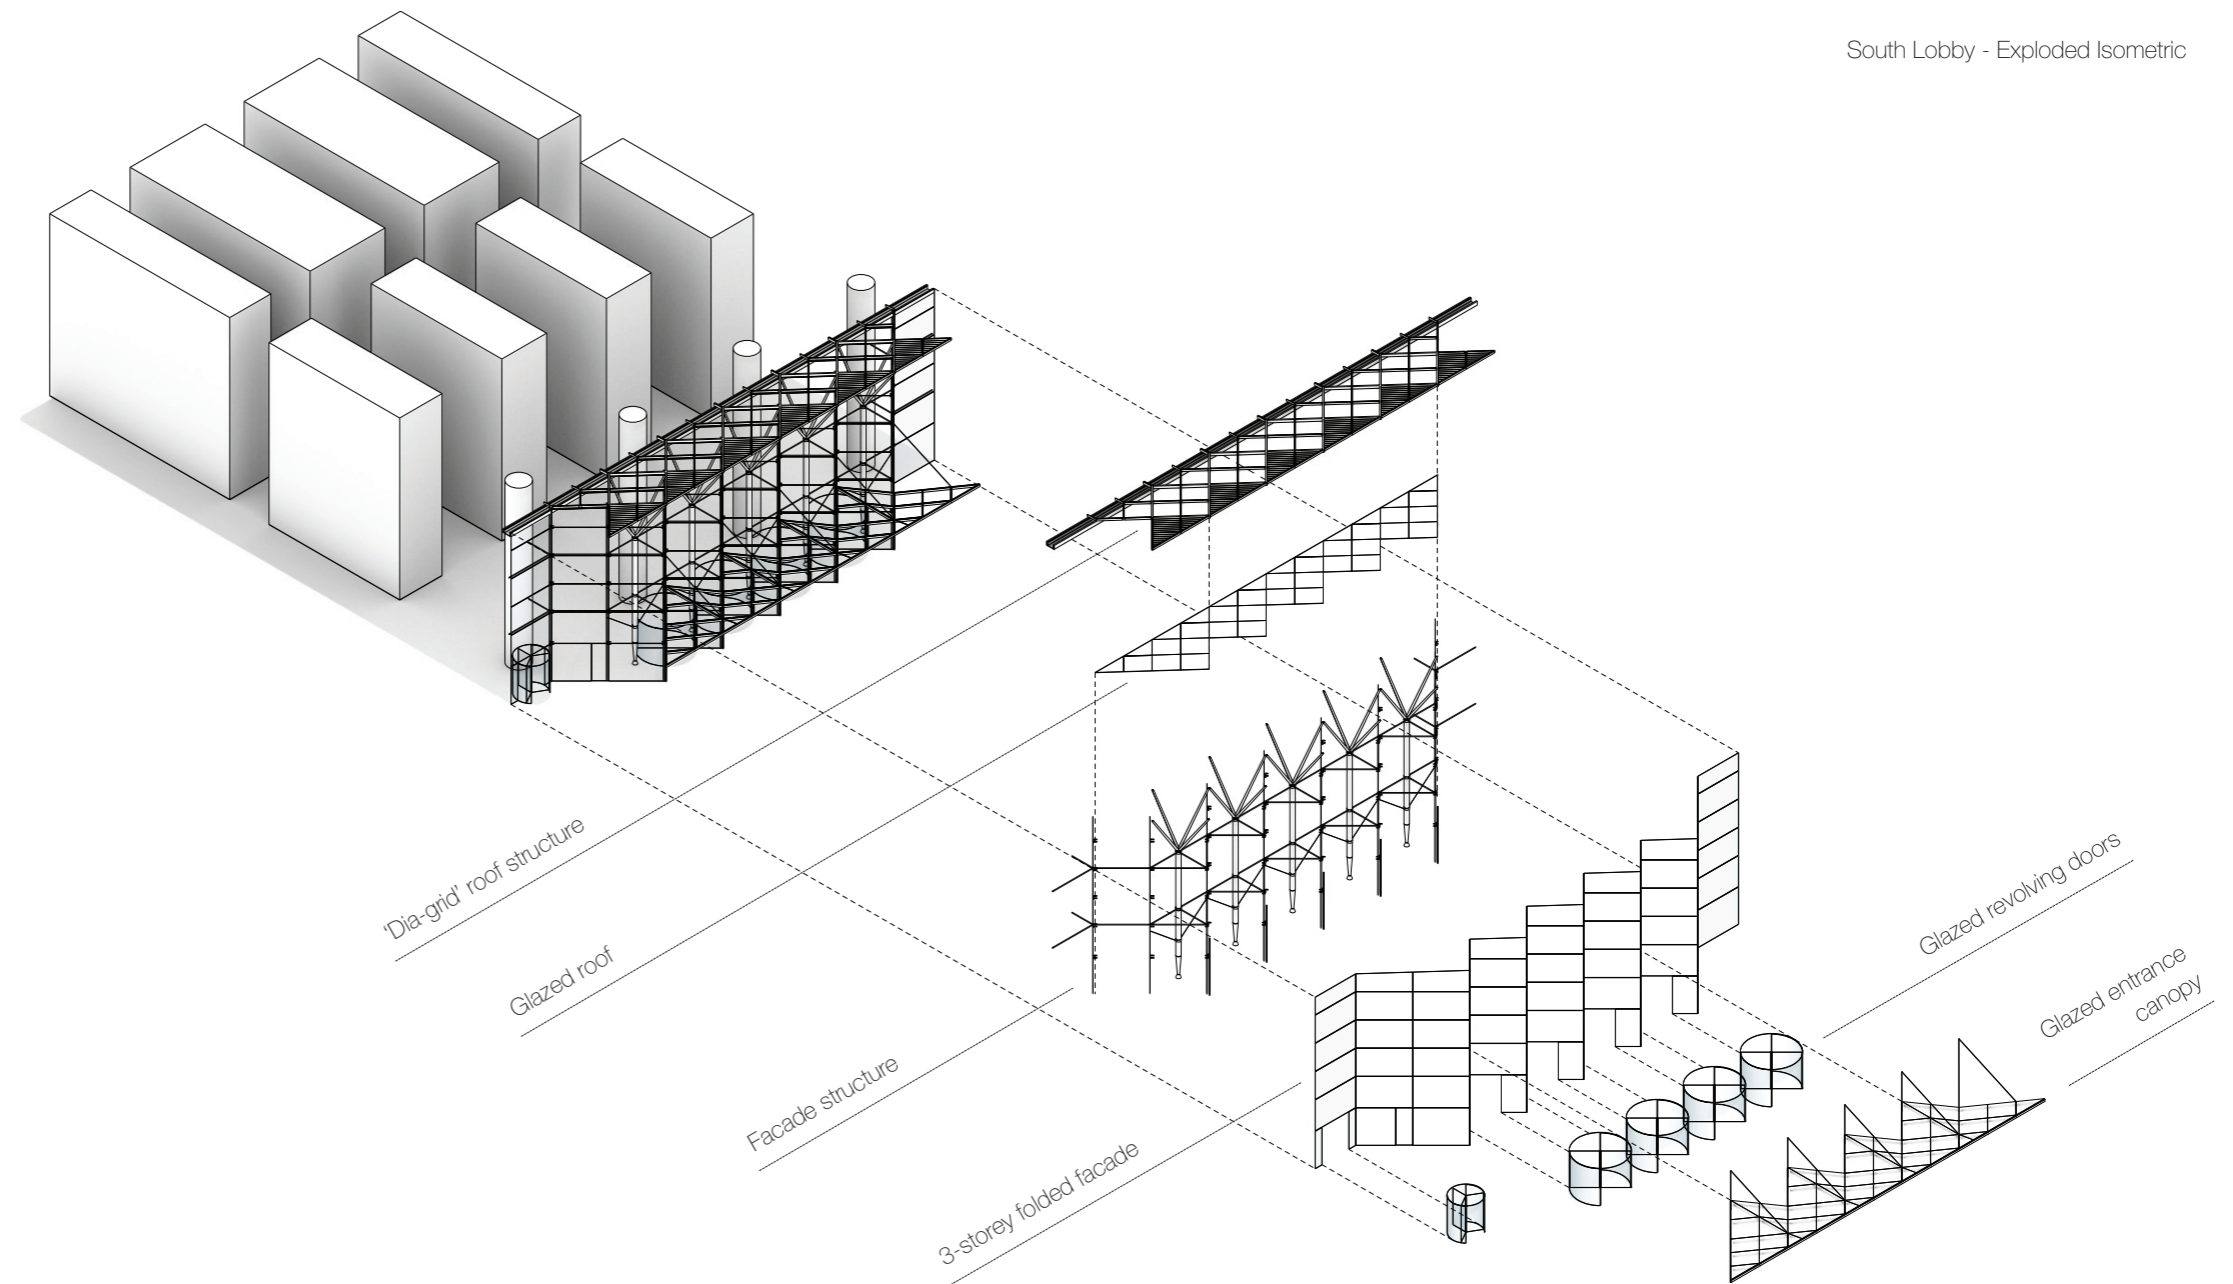 South Lobby - Exploded Isometric
'Dia-grid' roof structure
Glazed roof
Facade structure
3-storey folded facade
Glazed revolving doors
Glazed entrance
canopy